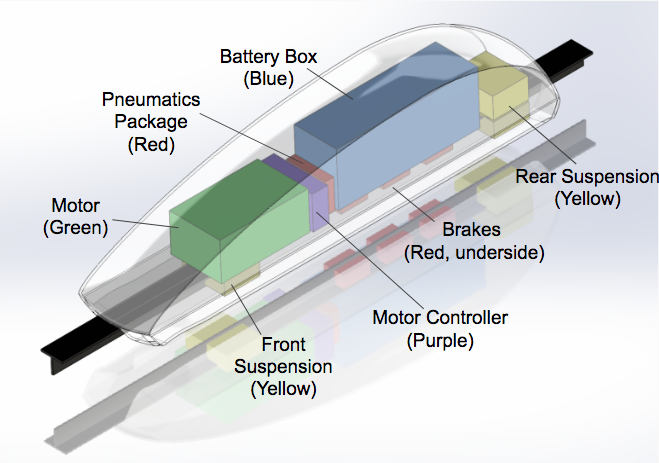 Battery Box
(Blue)
Pneumatics
Package
(Red)
Motor
(Green)
Rear Suspension
(Yellow)
Brakes
(Red, underside)
Motor Controller
(Purple)
Front
Suspension
(Yellow)